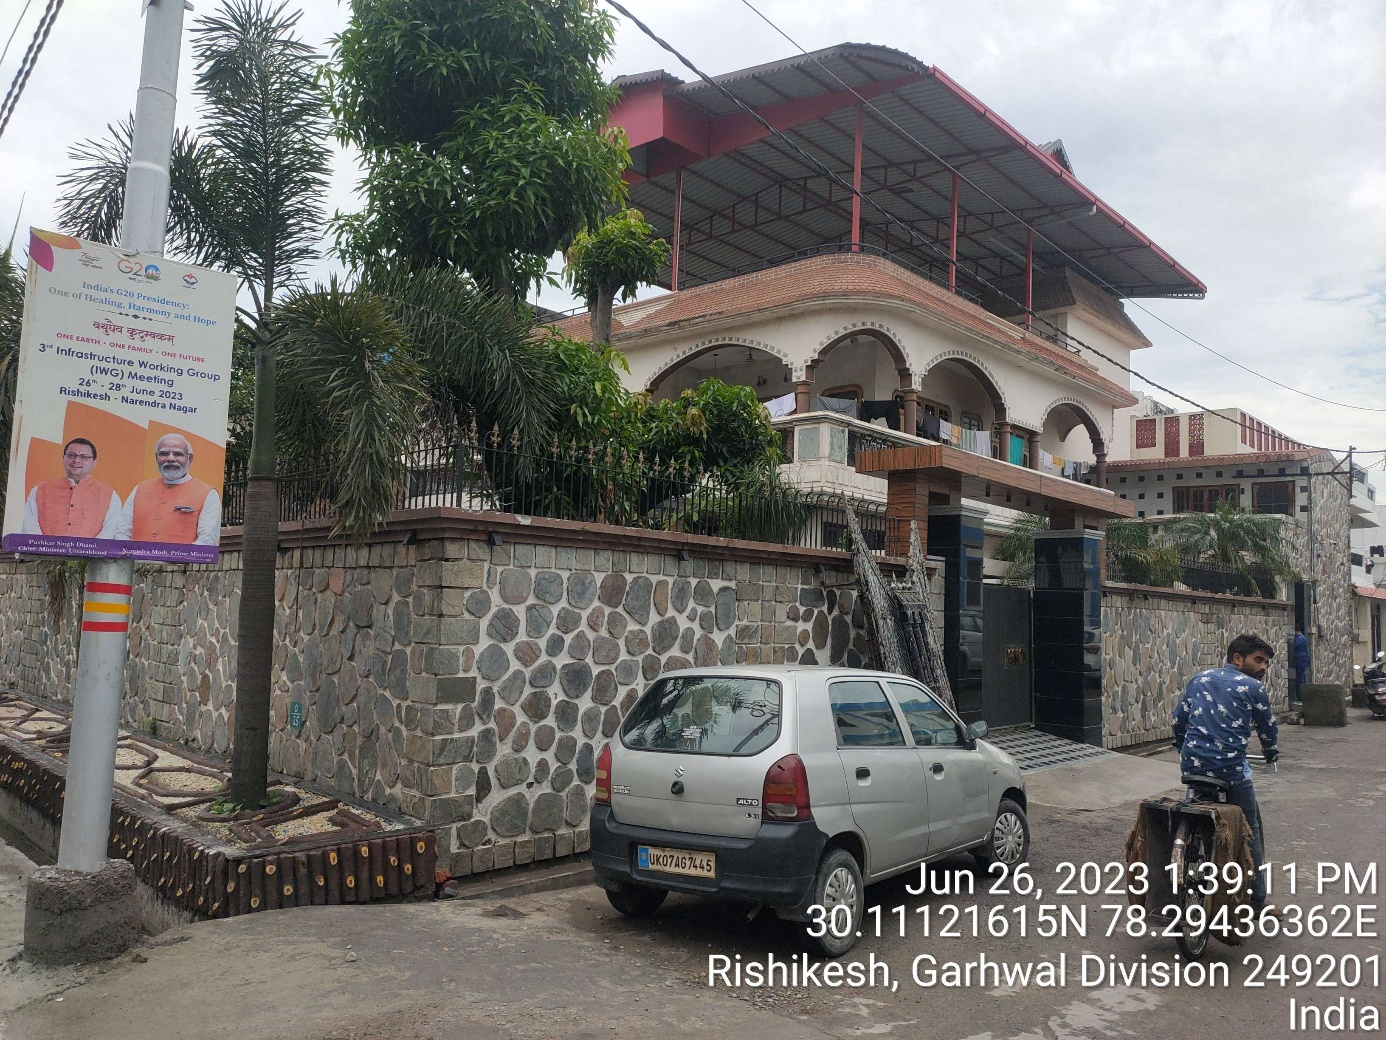 G20
India's G20 Presidency:
One of Healing, Harmony and Hope
वसुधैव कुटुम्बकम्
ONE EARTH • ONE FAMILY • ONE FUTURE
3rd Infrastructure Working Group
(IWG) Meeting
26th - 28th June 2023
Rishikesh - Narendra Nagar
Pushkar Singh Dhami,
Chief Minister, Uttarakhand
Narendra Modi, Prime Minister
ALTO
UK07AG7445
Jun 26, 2023 1:39:11 PM
30.11121615N 78.29436362E
Rishikesh, Garhwal Division 249201
India